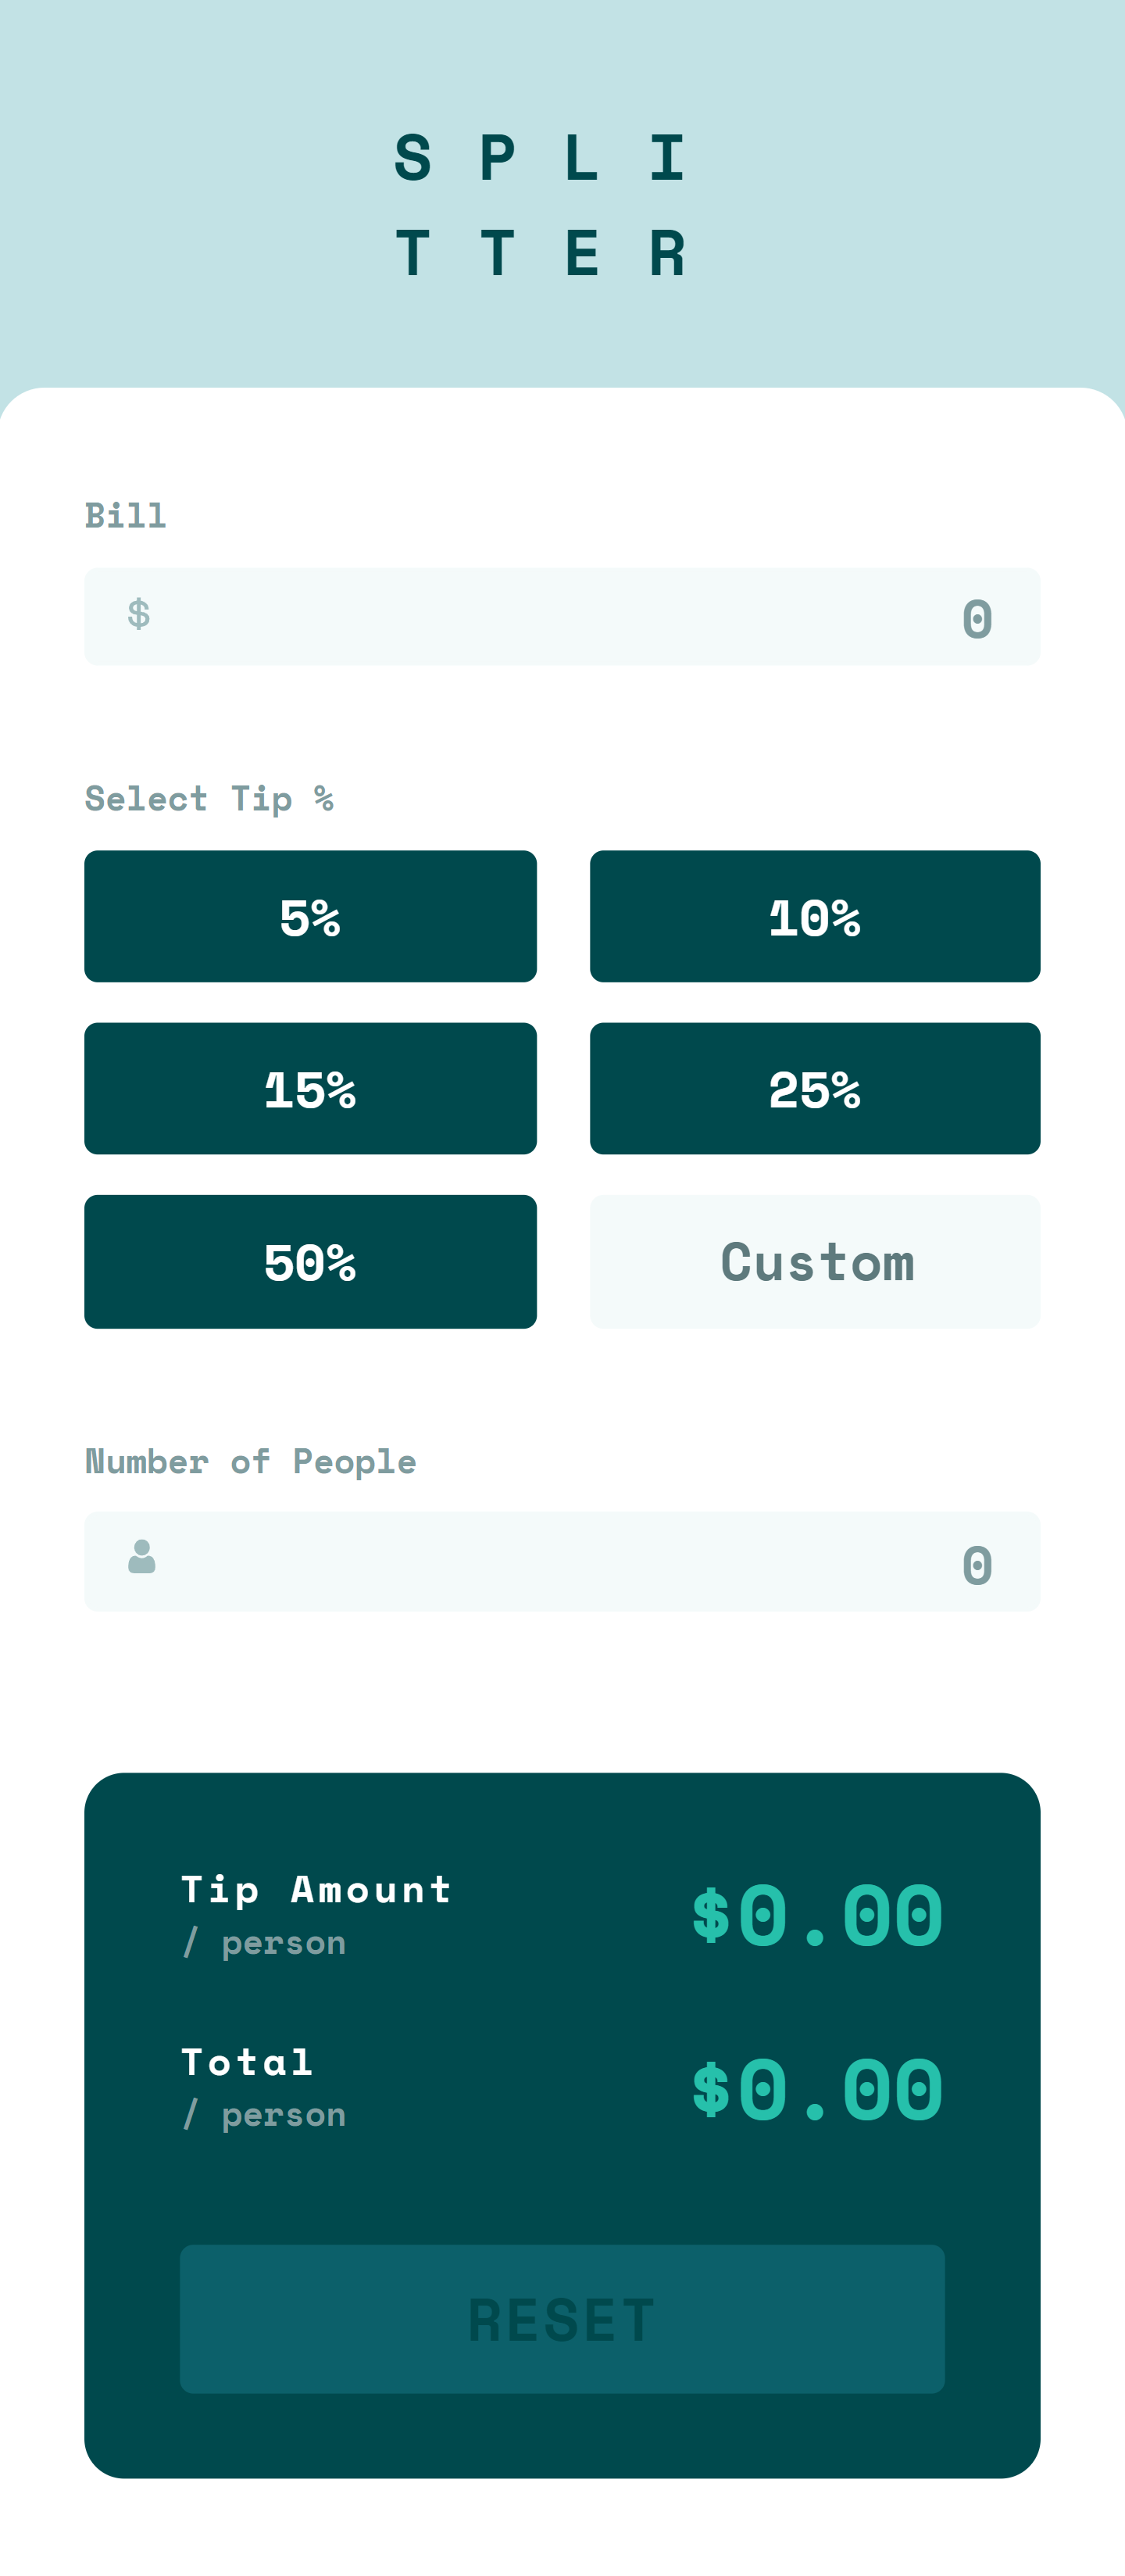 S P L I
T T E R
Bill
$ 0
Select Tip %
5% 10%
15% 25%
50% Custom
Number of People
0
Tip Amount
/ person
$0.00
Total
/ person
$0.00
RESET